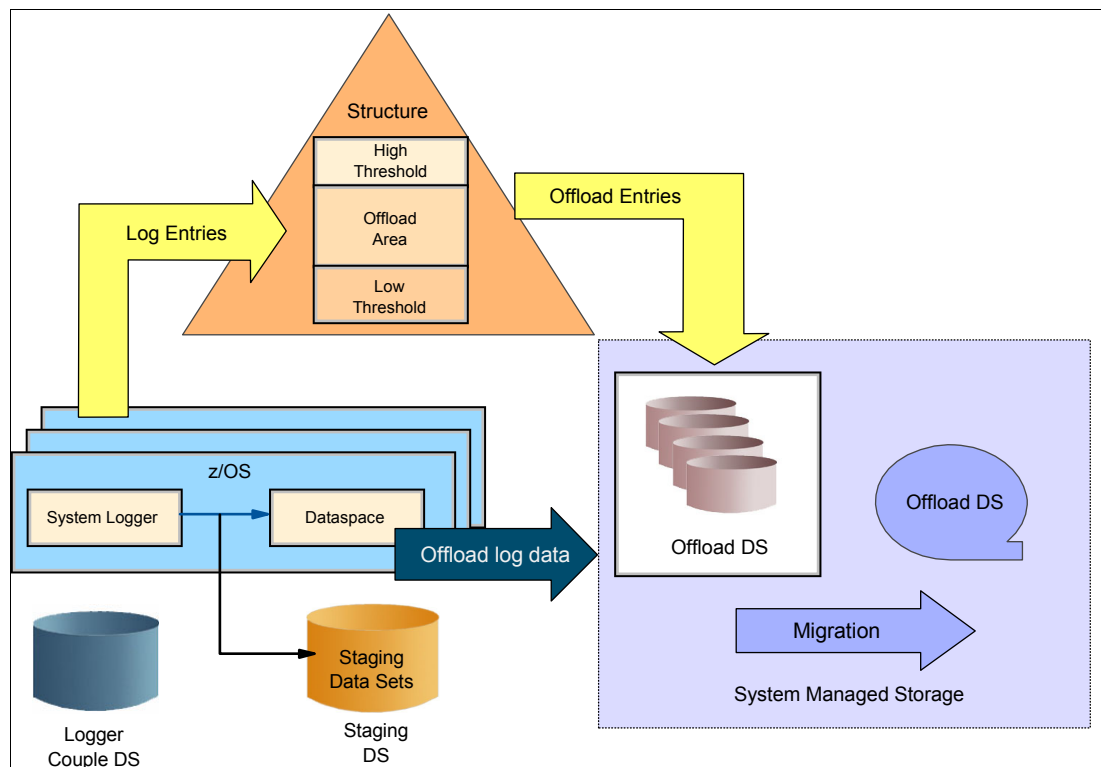 Structure
High
Threshold
Offload
Area
Low
Threshold
Log Entries
Offload Entries
z/OS
System Logger
Dataspace
Offload log data
Offload DS
Offload DS
Migration
System Managed Storage
Staging
Data Sets
Logger
Couple DS
Staging
DS